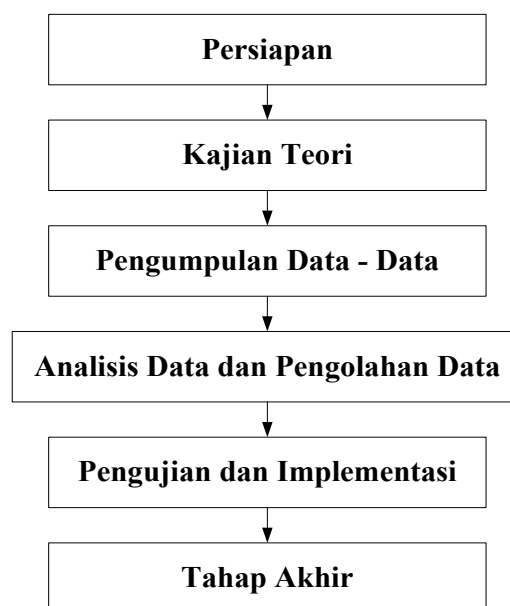 Persiapan
Kajian Teori
Pengumpulan Data - Data
Analisis Data dan Pengolahan Data
Pengujian dan Implementasi
Tahap Akhir